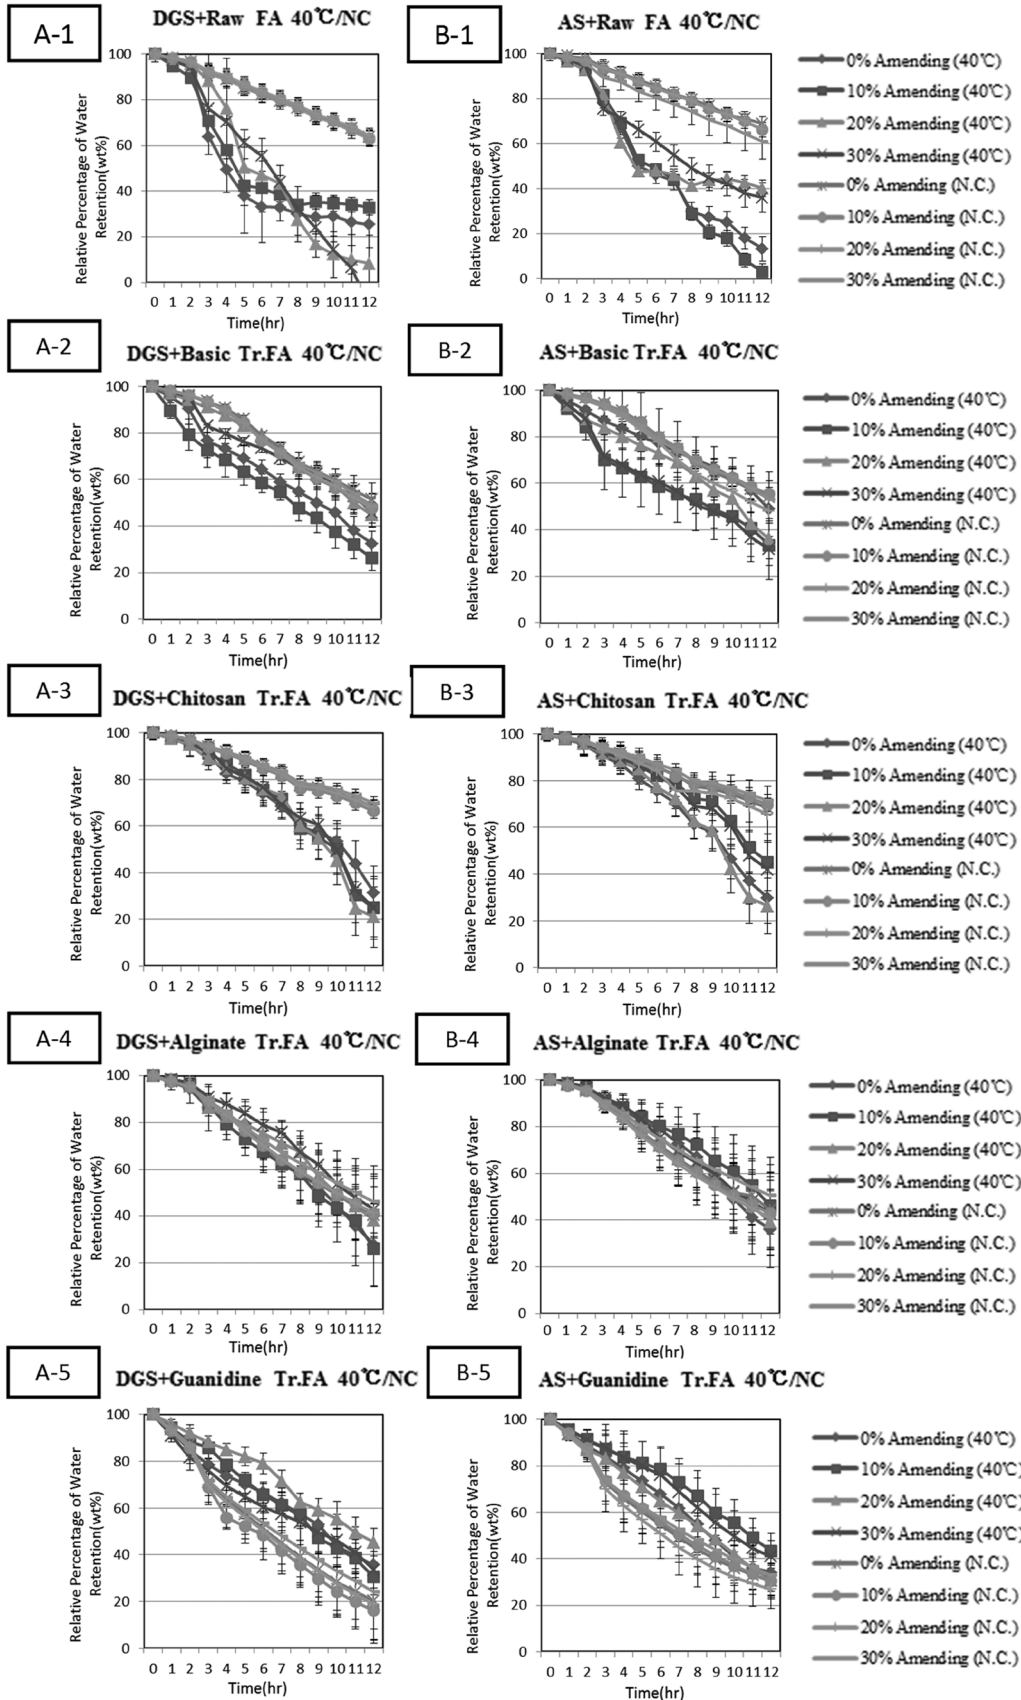 A-1
DGS+Raw FA 40℃/NC
Relative Percentage of Water
Retention(wt%)
100
80
60
40
20
0
0 1 2 3 4 5 6 7 8 9 10 11 12
Time(hr)
B-1
AS+Raw FA 40℃/NC
Relative Percentage of Water
Retention(wt%)
100
80
60
40
20
0
0 1 2 3 4 5 6 7 8 9 10 11 12
Time(hr)
0% Amending (40℃)
10% Amending (40℃)
20% Amending (40℃)
30% Amending (40℃)
0% Amending (N.C.)
10% Amending (N.C.)
20% Amending (N.C.)
30% Amending (N.C.)
A-2
DGS+Basic Tr.FA 40℃/NC
Relative Percentage of Water
Retention(wt%)
100
80
60
40
20
0
0 1 2 3 4 5 6 7 8 9 10 11 12
Time(hr)
B-2
AS+Basic Tr.FA 40℃/NC
Relative Percentage of Water
Retention(wt%)
100
80
60
40
20
0
0 1 2 3 4 5 6 7 8 9 10 11 12
Time(hr)
0% Amending (40℃)
10% Amending (40℃)
20% Amending (40℃)
30% Amending (40℃)
0% Amending (N.C.)
10% Amending (N.C.)
20% Amending (N.C.)
30% Amending (N.C.)
A-3
DGS+Chitosan Tr.FA 40℃/NC
Relative Percentage of Water
Retention(wt%)
100
80
60
40
20
0
0 1 2 3 4 5 6 7 8 9 10 11 12
Time(hr)
B-3
AS+Chitosan Tr.FA 40℃/NC
Relative Percentage of Water
Retention(wt%)
100
80
60
40
20
0
0 1 2 3 4 5 6 7 8 9 10 11 12
Time(hr)
0% Amending (40℃)
10% Amending (40℃)
20% Amending (40℃)
30% Amending (40℃)
0% Amending (N.C.)
10% Amending (N.C.)
20% Amending (N.C.)
30% Amending (N.C.)
A-4
DGS+Alginate Tr.FA 40℃/NC
Relative Percentage of Water
Retention(wt%)
100
80
60
40
20
0
0 1 2 3 4 5 6 7 8 9 10 11 12
Time(hr)
B-4
AS+Alginate Tr.FA 40℃/NC
Relative Percentage of Water
Retention(wt%)
100
80
60
40
20
0
0 1 2 3 4 5 6 7 8 9 10 11 12
Time(hr)
0% Amending (40℃)
10% Amending (40℃)
20% Amending (40℃)
30% Amending (40℃)
0% Amending (N.C.)
10% Amending (N.C.)
20% Amending (N.C.)
30% Amending (N.C.)
A-5
DGS+Guanidine Tr.FA 40℃/NC
Relative Percentage of Water
Retention(wt%)
100
80
60
40
20
0
0 1 2 3 4 5 6 7 8 9 10 11 12
Time(hr)
B-5
AS+Guanidine Tr.FA 40℃/NC
Relative Percentage of Water
Retention(wt%)
100
80
60
40
20
0
0 1 2 3 4 5 6 7 8 9 10 11 12
Time(hr)
0% Amending (40℃)
10% Amending (40℃)
20% Amending (40℃)
30% Amending (40℃)
0% Amending (N.C.)
10% Amending (N.C.)
20% Amending (N.C.)
30% Amending (N.C.)